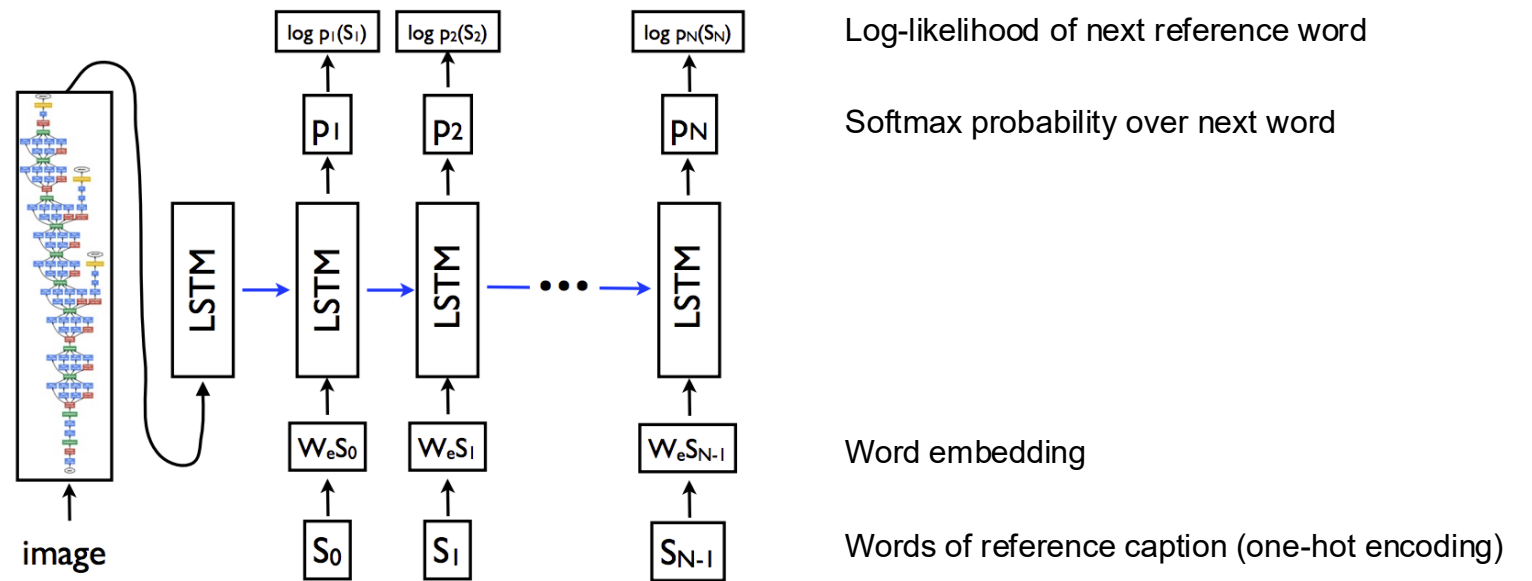 log p₁(S₁) log p₂(S₂) log pN(SN) Log-likelihood of next reference word
p₁ p₂ pN Softmax probability over next word
LSTM LSTM LSTM ••• LSTM
WeS₀ WeS₁ WeSN-1 Word embedding
image S₀ S₁ SN-1 Words of reference caption (one-hot encoding)